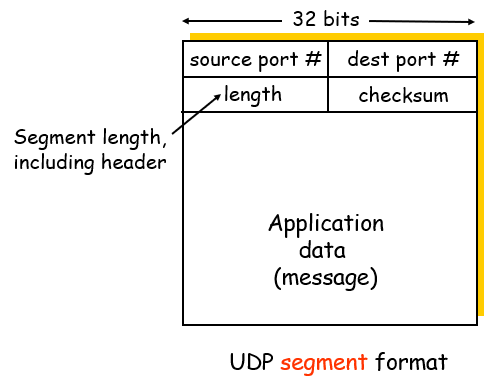 32 bits
source port # dest port #
length checksum
Segment length,
including header
Application
data
(message)
UDP segment format